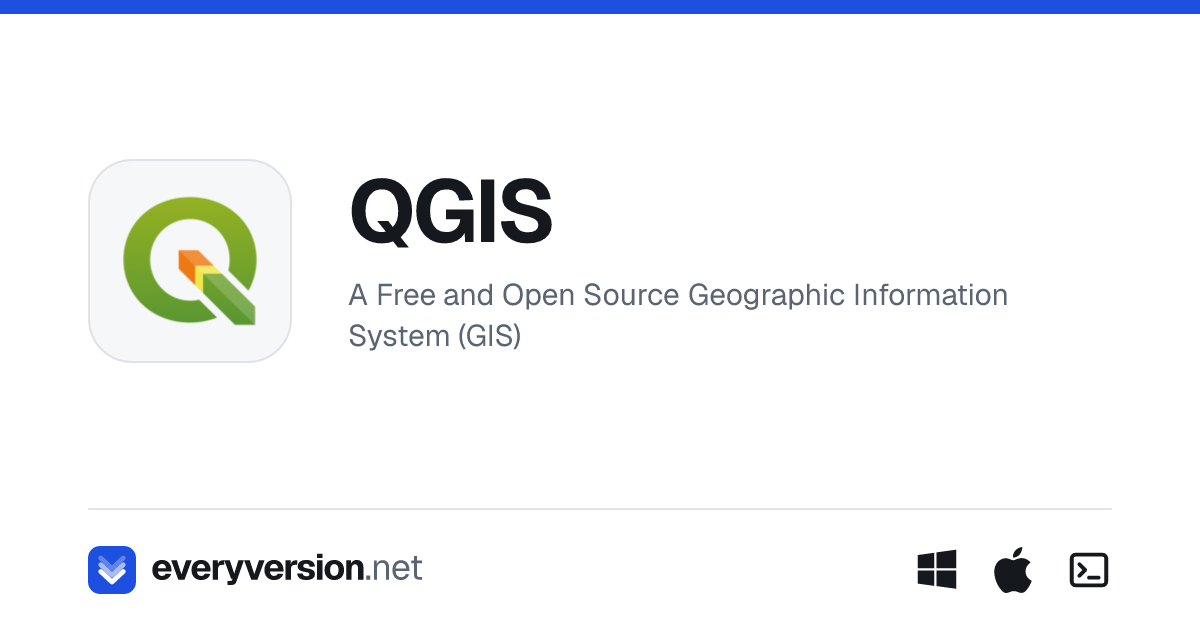 QGIS
A Free and Open Source Geographic Information
System (GIS)
everyversion.net